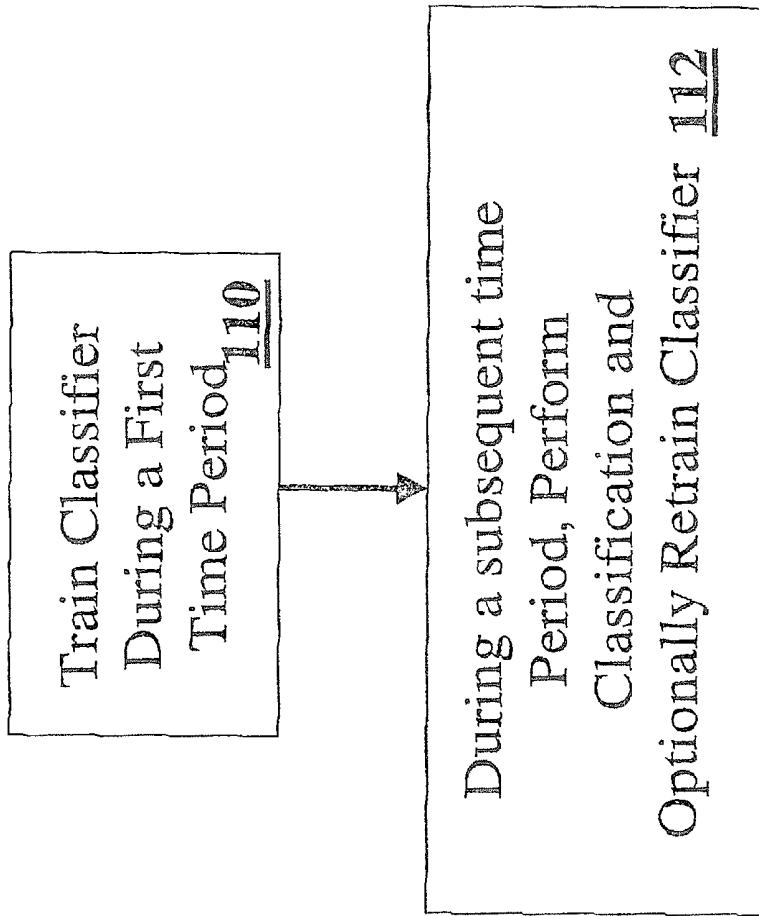 Train Classifier
During a First
Time Period
110
During a subsequent time
Period, Perform
Classification and
Optionally Retrain Classifier 112